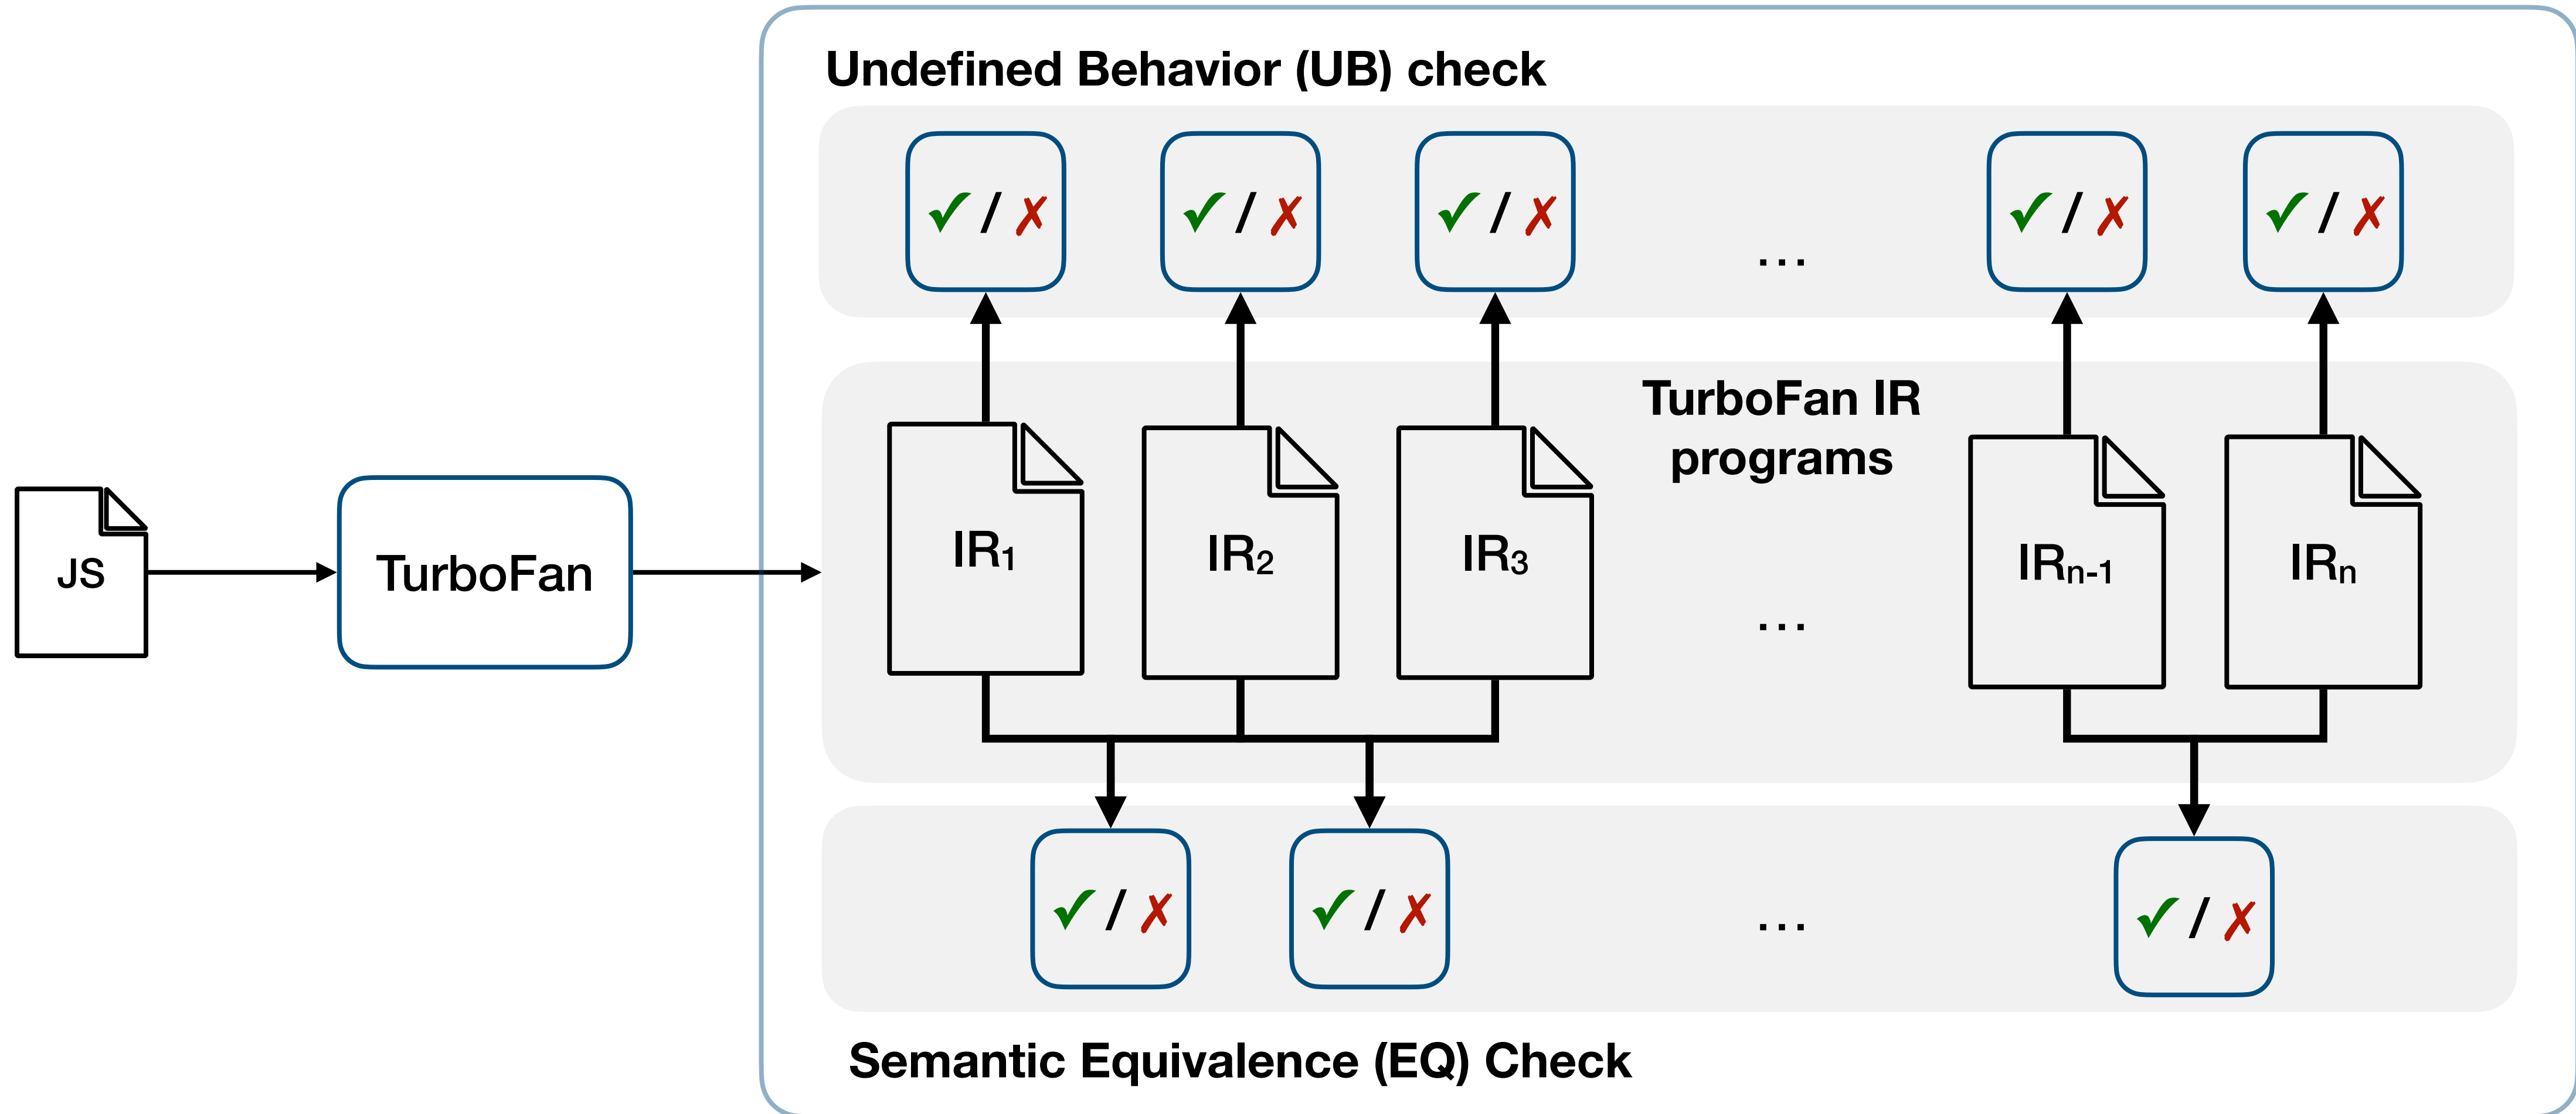 Undefined Behavior (UB) check
✓ / ✗
✓ / ✗
✓ / ✗
...
✓ / ✗
✓ / ✗
TurboFan IR
programs
JS
TurboFan
IR1
IR2
IR3
...
IRn-1
IRn
✓ / ✗
✓ / ✗
...
✓ / ✗
Semantic Equivalence (EQ) Check